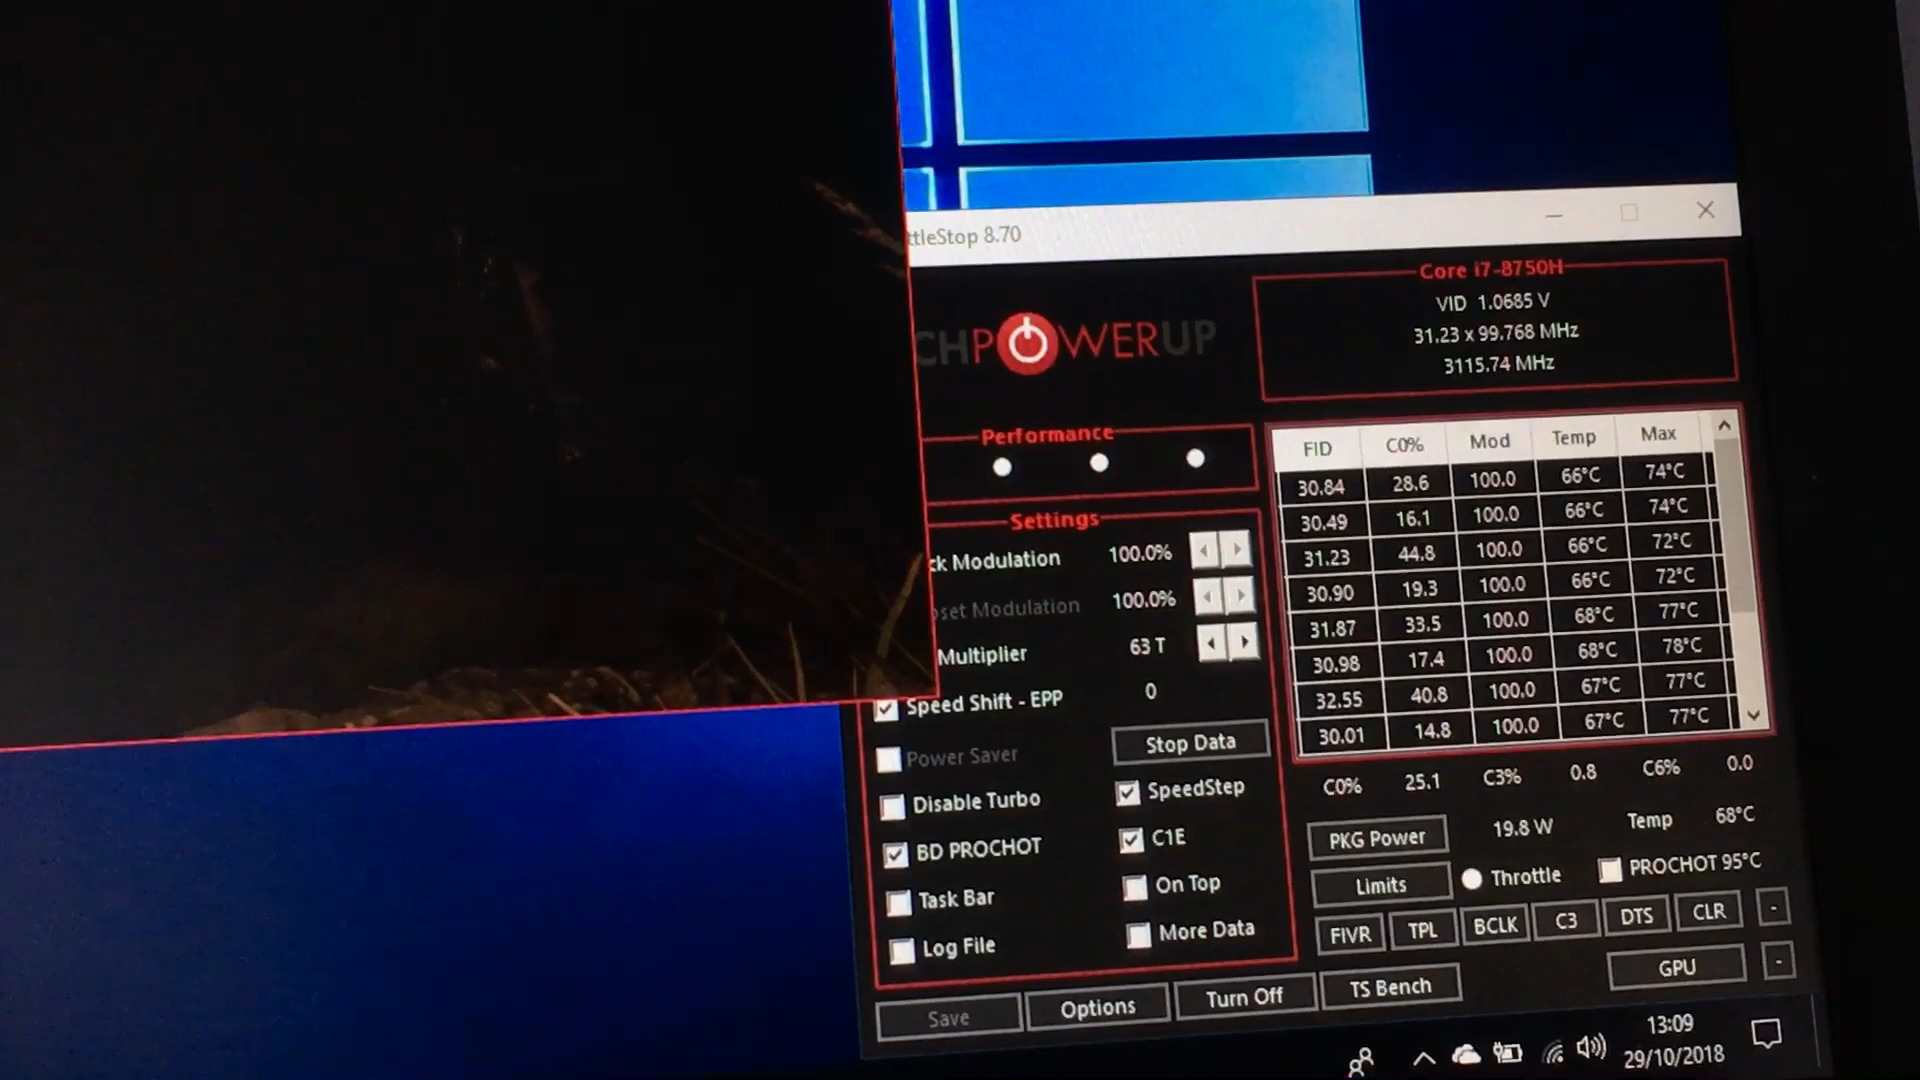 ttleStop 8.70
CHPOWERUP
Core i7-8750H
VID 1.0685 V
31.23 x 99.768 MHz
3115.74 MHz
Performance
Settings
ck Modulation 100.0%
set Modulation 100.0%
Multiplier 63 T
Speed Shift - EPP 0
Power Saver Stop Data
Disable Turbo SpeedStep
BD PROCHOT C1E
Task Bar On Top
Log File More Data
FID C0% Mod Temp Max
30.84 28.6 100.0 66°C 74°C
30.49 16.1 100.0 66°C 74°C
31.23 44.8 100.0 66°C 72°C
30.90 19.3 100.0 66°C 72°C
31.87 33.5 100.0 68°C 77°C
30.98 17.4 100.0 68°C 78°C
32.55 40.8 100.0 67°C 77°C
30.01 14.8 100.0 67°C 77°C
C0% 25.1 C3% 0.8 C6% 0.0
PKG Power 19.8 W Temp 68°C
Limits Throttle PROCHOT 95°C
FIVR TPL BCLK C3 DTS CLR -
GPU -
Save Options Turn Off TS Bench
13:09
29/10/2018